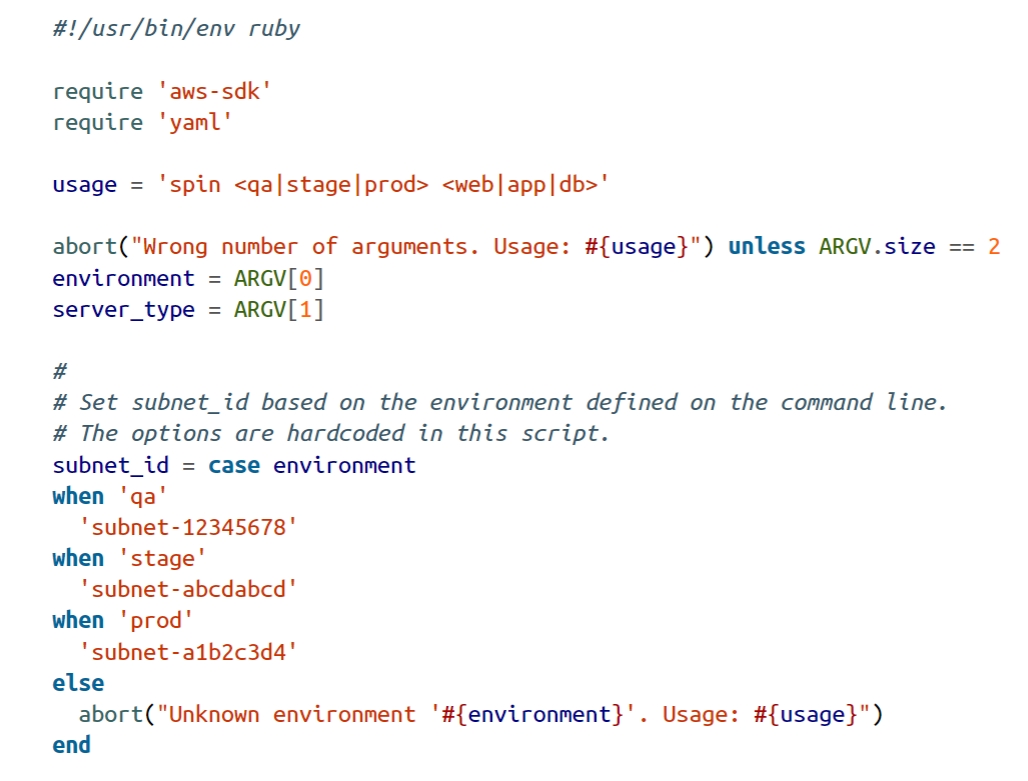 #!/usr/bin/env ruby
require 'aws-sdk'
require 'yaml'
usage = 'spin <qa|stage|prod> <web|app|db>'
abort("Wrong number of arguments. Usage: #{usage}") unless ARGV.size == 2
environment = ARGV[0]
server_type = ARGV[1]
#
# Set subnet_id based on the environment defined on the command line.
# The options are hardcoded in this script.
subnet_id = case environment
when 'qa'
  'subnet-12345678'
when 'stage'
  'subnet-abcdabcd'
when 'prod'
  'subnet-a1b2c3d4'
else
  abort("Unknown environment '#{environment}'. Usage: #{usage}")
end